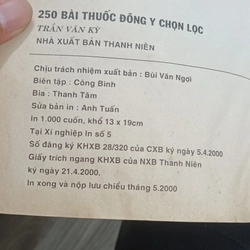 250 BÀI THUỐC ĐÔNG Y CHỌN LỌC
TRẦN VĂN KỲ
NHÀ XUẤT BẢN THANH NIÊN
Chịu trách nhiệm xuất bản : Bùi Văn Ngợi
Biên tập : Công Bình
Bìa : Thanh Tâm
Sửa bản in : Anh Tuấn
In 1.000 cuốn, khổ 13 x 19cm
Tại Xí nghiệp In số 5
Số đăng ký KHXB 28/320 của CXB ký ngày 5.4.2000
Giấy trích ngang KHXB của NXB Thanh Niên
ký ngày 21.4.2000.
In xong và nộp lưu chiểu tháng 5.2000